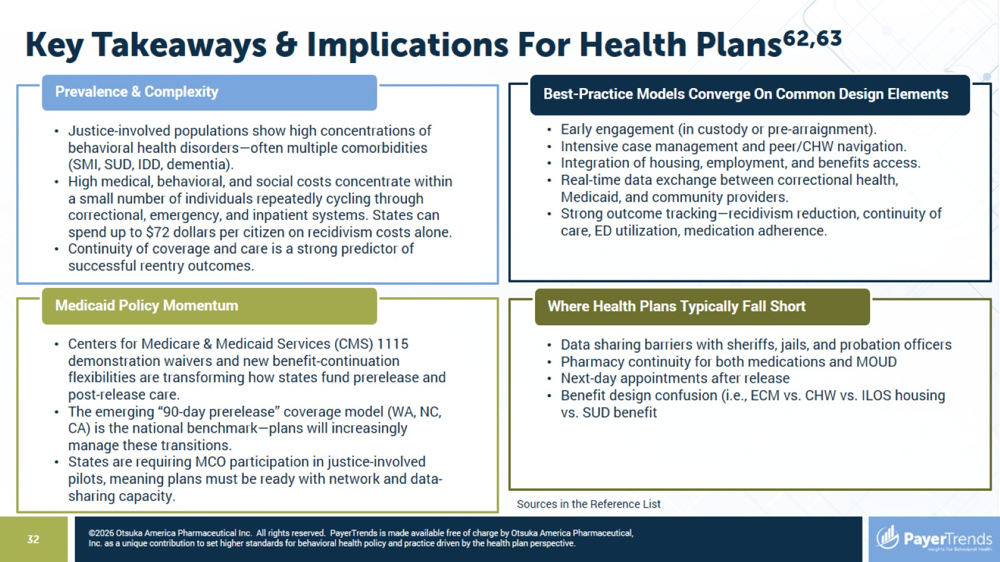 Key Takeaways & Implications For Health Plans62,63
Prevalence & Complexity
• Justice-involved populations show high concentrations of
behavioral health disorders—often multiple comorbidities
(SMI, SUD, IDD, dementia).
• High medical, behavioral, and social costs concentrate within
a small number of individuals repeatedly cycling through
correctional, emergency, and inpatient systems. States can
spend up to $72 dollars per citizen on recidivism costs alone.
• Continuity of coverage and care is a strong predictor of
successful reentry outcomes.
Best-Practice Models Converge On Common Design Elements
• Early engagement (in custody or pre-arraignment).
• Intensive case management and peer/CHW navigation.
• Integration of housing, employment, and benefits access.
• Real-time data exchange between correctional health,
Medicaid, and community providers.
• Strong outcome tracking—recidivism reduction, continuity of
care, ED utilization, medication adherence.
Medicaid Policy Momentum
• Centers for Medicare & Medicaid Services (CMS) 1115
demonstration waivers and new benefit-continuation
flexibilities are transforming how states fund prerelease and
post-release care.
• The emerging “90-day prerelease” coverage model (WA, NC,
CA) is the national benchmark—plans will increasingly
manage these transitions.
• States are requiring MCO participation in justice-involved
pilots, meaning plans must be ready with network and data-
sharing capacity.
Where Health Plans Typically Fall Short
• Data sharing barriers with sheriffs, jails, and probation officers
• Pharmacy continuity for both medications and MOUD
• Next-day appointments after release
• Benefit design confusion (i.e., ECM vs. CHW vs. ILOS housing
vs. SUD benefit
Sources in the Reference List
32
©2026 Otsuka America Pharmaceutical Inc. All rights reserved. PayerTrends is made available free of charge by Otsuka America Pharmaceutical,
Inc. as a unique contribution to set higher standards for behavioral health policy and practice driven by the health plan perspective.
PayerTrends
Insights For Behavioral Health